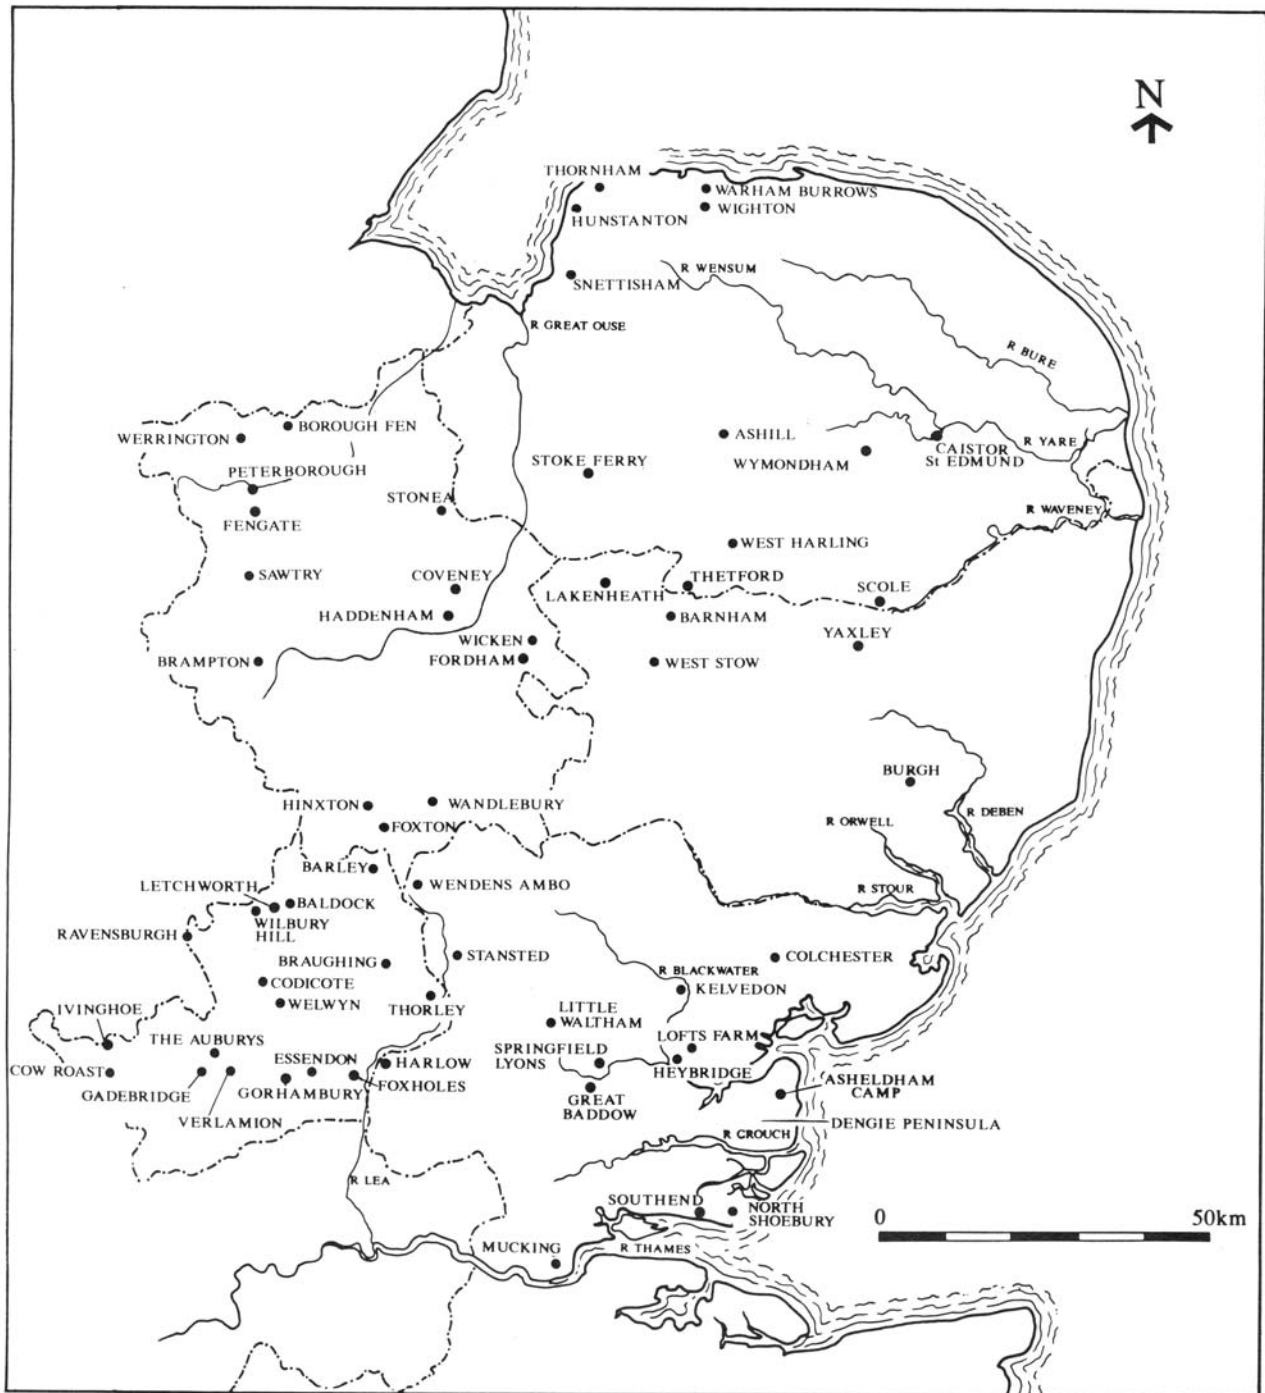 N
THORNHAM
WARHAM BURROWS
HUNSTANTON
WIGHTON
R WENSUM
SNETTISHAM
R GREAT OUSE
R BURE
BOROUGH FEN
WERRINGTON
ASHILL
R YARE
CAISTOR
St EDMUND
WYMONDHAM
STOKE FERRY
PETERBOROUGH
STONEA
FENGATE
R WAVENEY
WEST HARLING
SAWTRY
COVENEY
THETFORD
LAKENHEATH
SCOLE
HADDENHAM
BARNHAM
YAXLEY
WICKEN
FORDHAM
BRAMPTON
WEST STOW
BURGH
HINXTON
WANDLEBURY
R DEBEN
R ORWELL
FOXTON
BARLEY
LETCHWORTH
WENDENS AMBO
R STOUR
BALDOCK
WILBURY
HILL
RAVENSBURGH
BRAUGHING
STANSTED
COLCHESTER
R BLACKWATER
CODICOTE
KELVEDON
WELWYN
THORLEY
IVINGHOE
LITTLE
WALTHAM
THE AUBURYS
LOFTS FARM
ESSENDON
HARLOW
SPRINGFIELD
LYONS
COW ROAST
HEYBRIDGE
FOXHOLES
GADEBRIDGE
GORHAMBURY
GREAT
BADDOW
ASHELDHAM
CAMP
VERLAMION
DENGIE PENINSULA
R CROUCH
R LEA
SOUTHEND
NORTH
SHOEBURY
0
50km
MUCKING
R THAMES